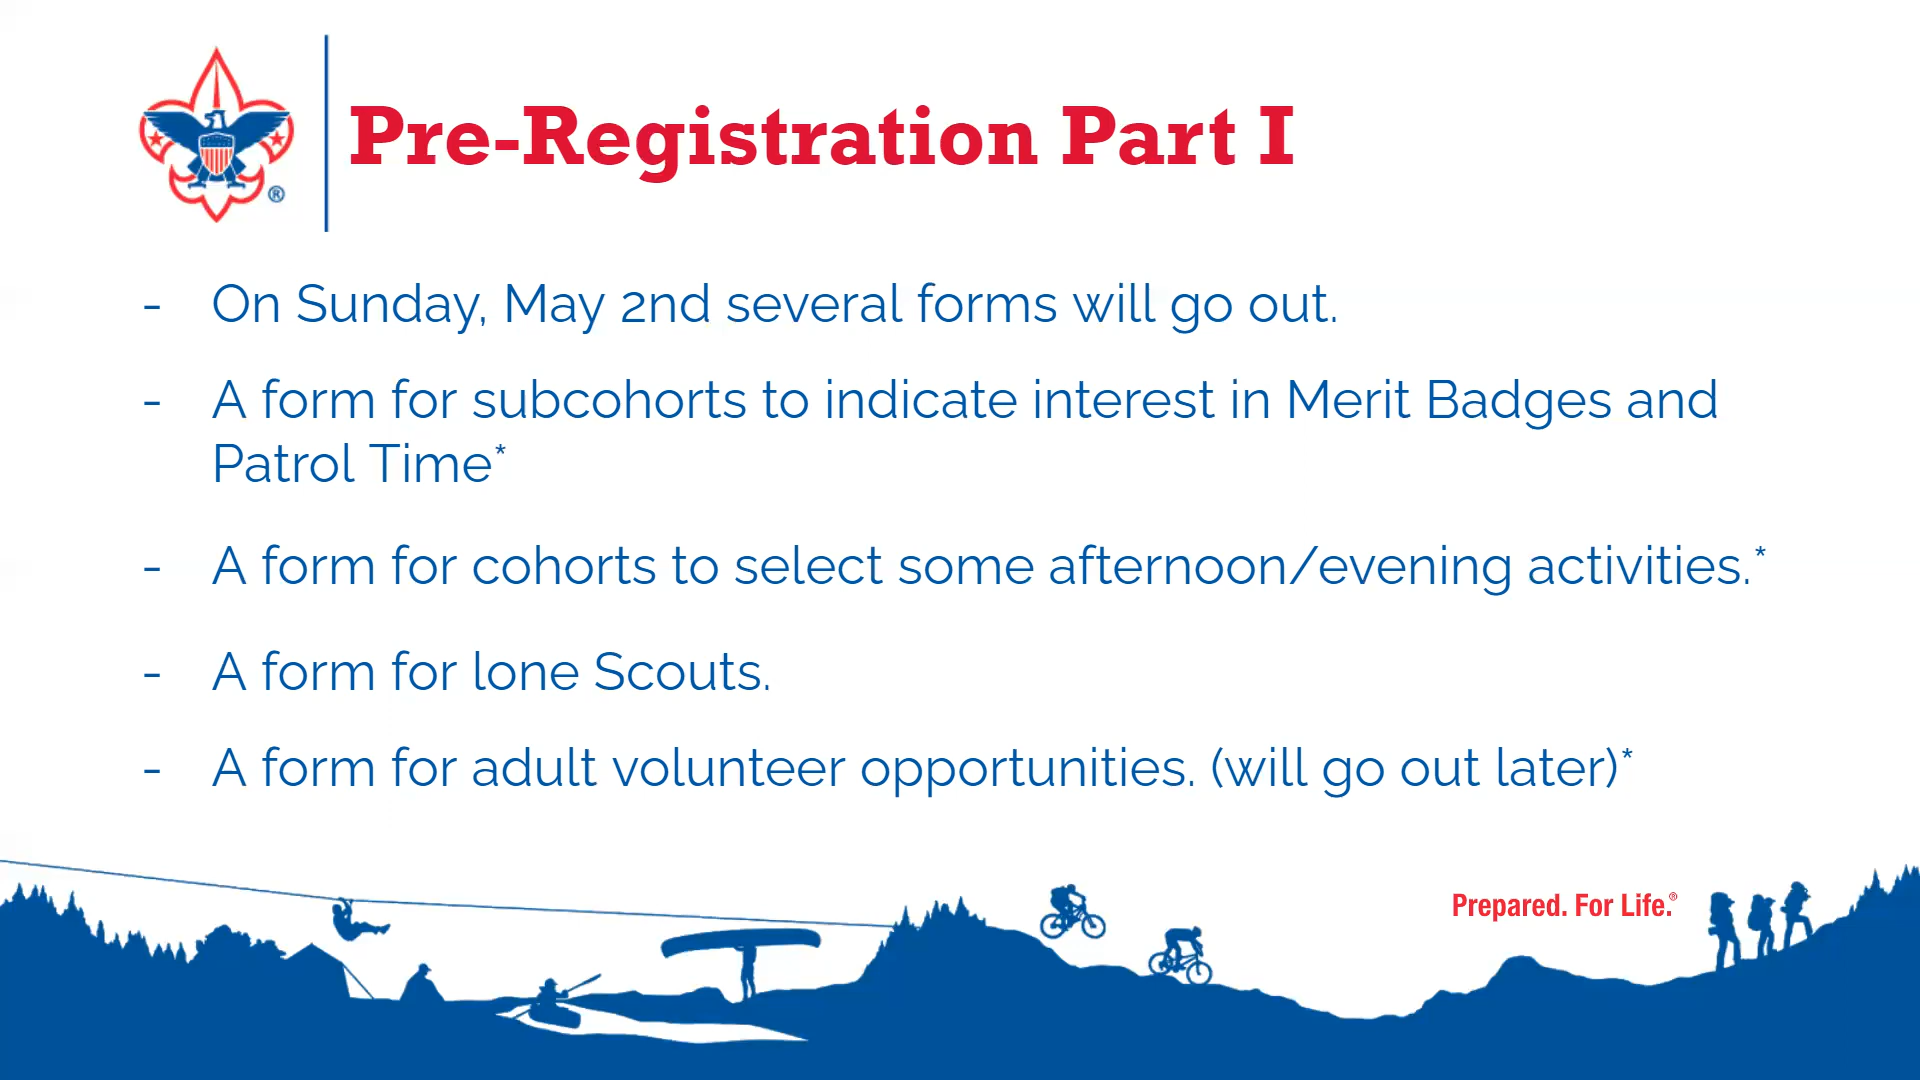 Pre-Registration Part I
®
- On Sunday, May 2nd several forms will go out.
- A form for subcohorts to indicate interest in Merit Badges and
Patrol Time*
- A form for cohorts to select some afternoon/evening activities.*
- A form for lone Scouts.
- A form for adult volunteer opportunities. (will go out later)*
Prepared. For Life.®